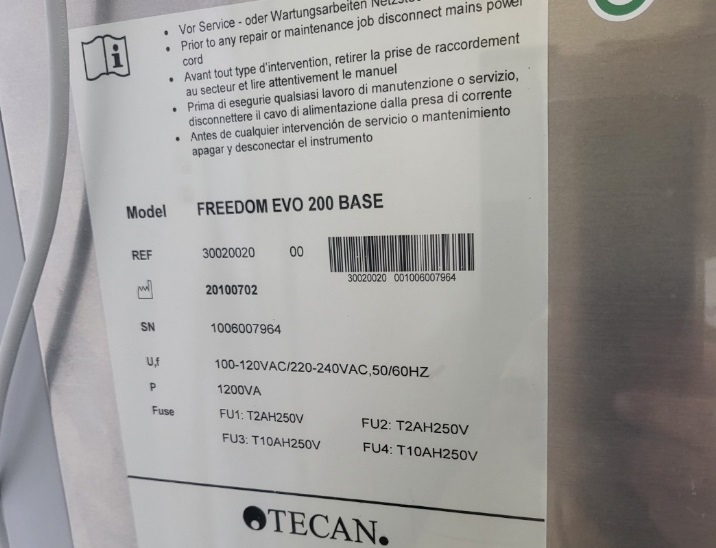 • Vor Service - oder Wartungsarbeiten
• Prior to any repair or maintenance job disconnect mains power
cord
• Avant tout type d'intervention, retirer la prise de raccordement
au secteur et lire attentivement le manuel
• Prima di esegurie qualsiasi lavoro di manutenzione o servizio,
disconnettere il cavo di alimentazione dalla presa di corrente
• Antes de cualquier intervención de servicio o mantenimiento
apagar y desconectar el instrumento
Model FREEDOM EVO 200 BASE
REF 30020020 00
30020020 001006007964
20100702
SN 1006007964
U,f 100-120VAC/220-240VAC,50/60HZ
P 1200VA
Fuse FU1: T2AH250V FU2: T2AH250V
FU3: T10AH250V FU4: T10AH250V
TECAN.